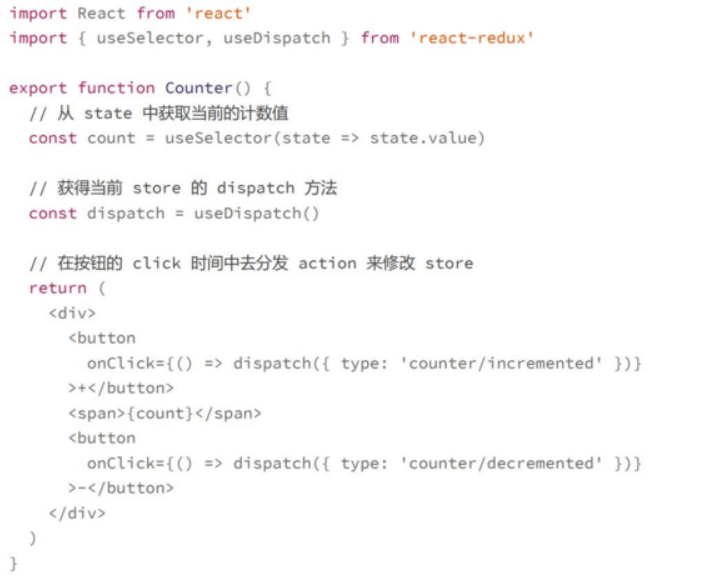 import React from 'react'
import { useSelector, useDispatch } from 'react-redux'

export function Counter() {
  // 从 state 中获取当前的计数值
  const count = useSelector(state => state.value)

  // 获得当前 store 的 dispatch 方法
  const dispatch = useDispatch()

  // 在按钮的 click 时间中去分发 action 来修改 store
  return (
    <div>
      <button
        onClick={() => dispatch({ type: 'counter/incremented' })}
      >+</button>
      <span>{count}</span>
      <button
        onClick={() => dispatch({ type: 'counter/decremented' })}
      >-</button>
    </div>
  )
}